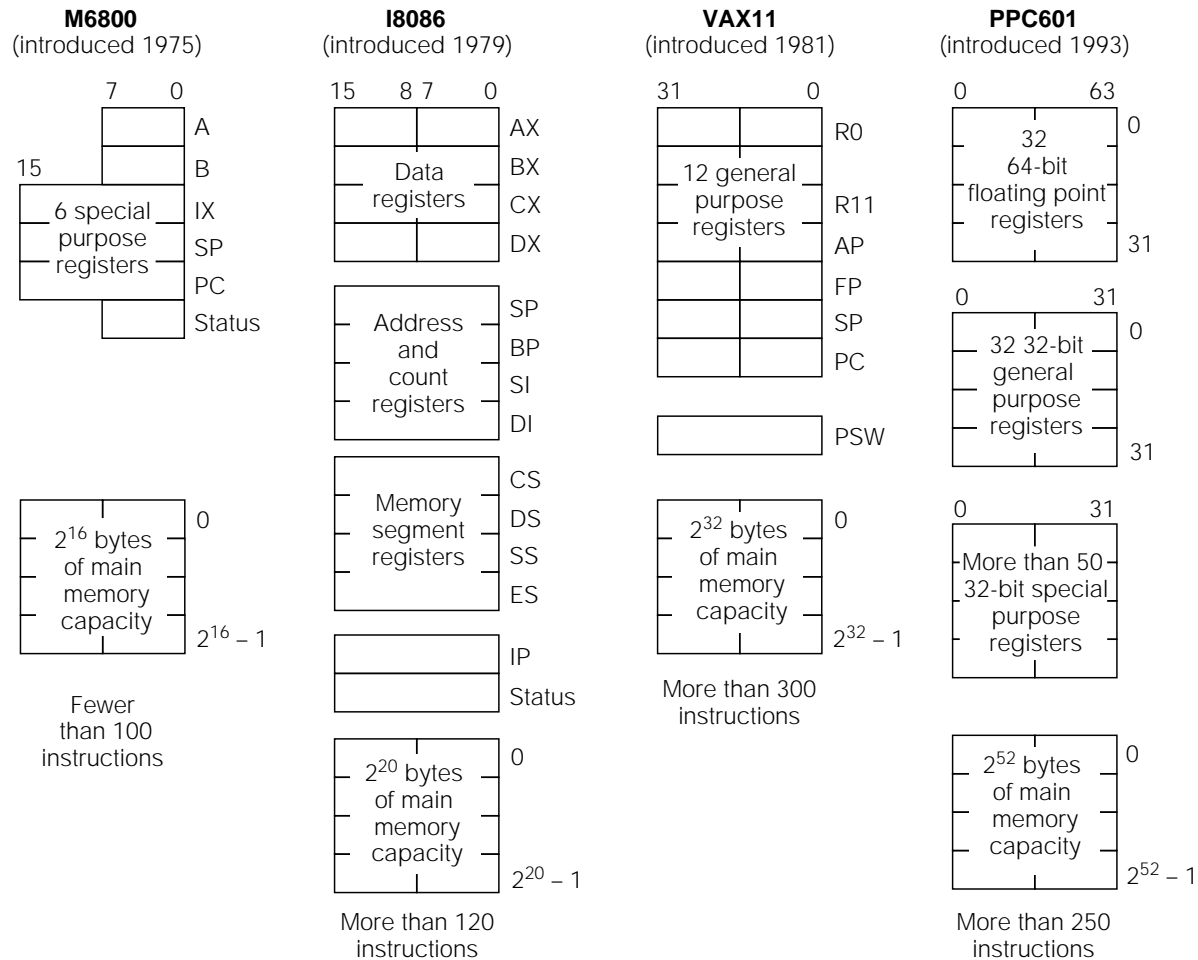 M6800
(introduced 1975)
7 0
A
B
15
6 special
purpose
registers
IX
SP
PC
Status
2^16 bytes
of main
memory
capacity
0
2^16 – 1
Fewer
than 100
instructions
I8086
(introduced 1979)
15 8 7 0
Data
registers
AX
BX
CX
DX
Address
and
count
registers
SP
BP
SI
DI
Memory
segment
registers
CS
DS
SS
ES
IP
Status
2^20 bytes
of main
memory
capacity
0
2^20 – 1
More than 120
instructions
VAX11
(introduced 1981)
31 0
12 general
purpose
registers
R0
R11
AP
FP
SP
PC
PSW
2^32 bytes
of main
memory
capacity
0
2^32 – 1
More than 300
instructions
PPC601
(introduced 1993)
0 63
32
64-bit
floating point
registers
0
31
0 31
32 32-bit
general
purpose
registers
0
31
0 31
More than 50
32-bit special
purpose
registers
2^52 bytes
of main
memory
capacity
0
2^52 – 1
More than 250
instructions